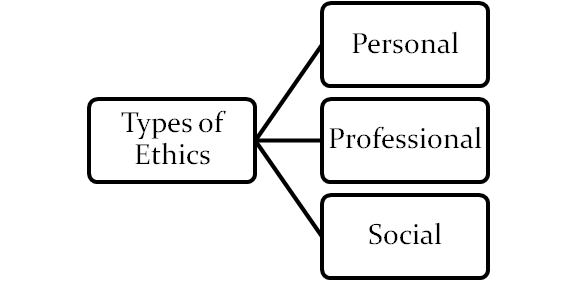 Personal
Types of
Ethics
Professional
Social